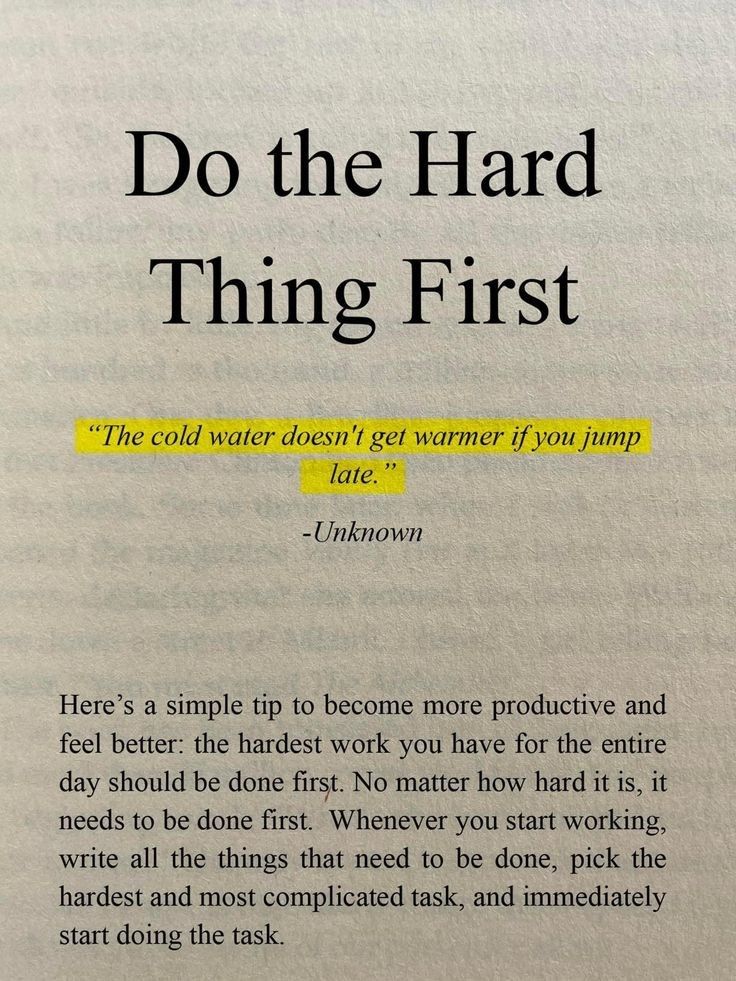 Do the Hard
Thing First
“The cold water doesn't get warmer if you jump
late.”
-Unknown
Here’s a simple tip to become more productive and
feel better: the hardest work you have for the entire
day should be done first. No matter how hard it is, it
needs to be done first.  Whenever you start working,
write all the things that need to be done, pick the
hardest and most complicated task, and immediately
start doing the task.